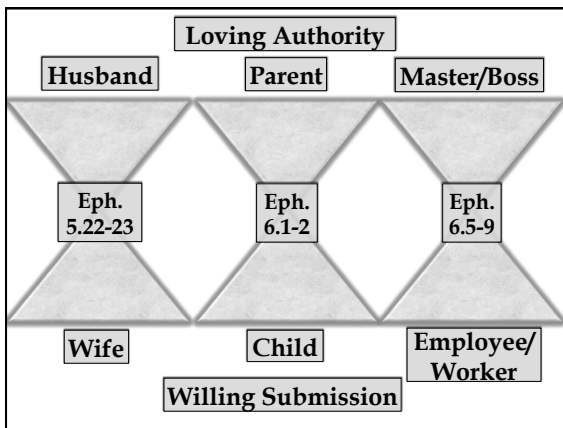 Loving Authority
Husband
Parent
Master/Boss
Eph.
5.22-23
Eph.
6.1-2
Eph.
6.5-9
Wife
Child
Employee/
Worker
Willing Submission